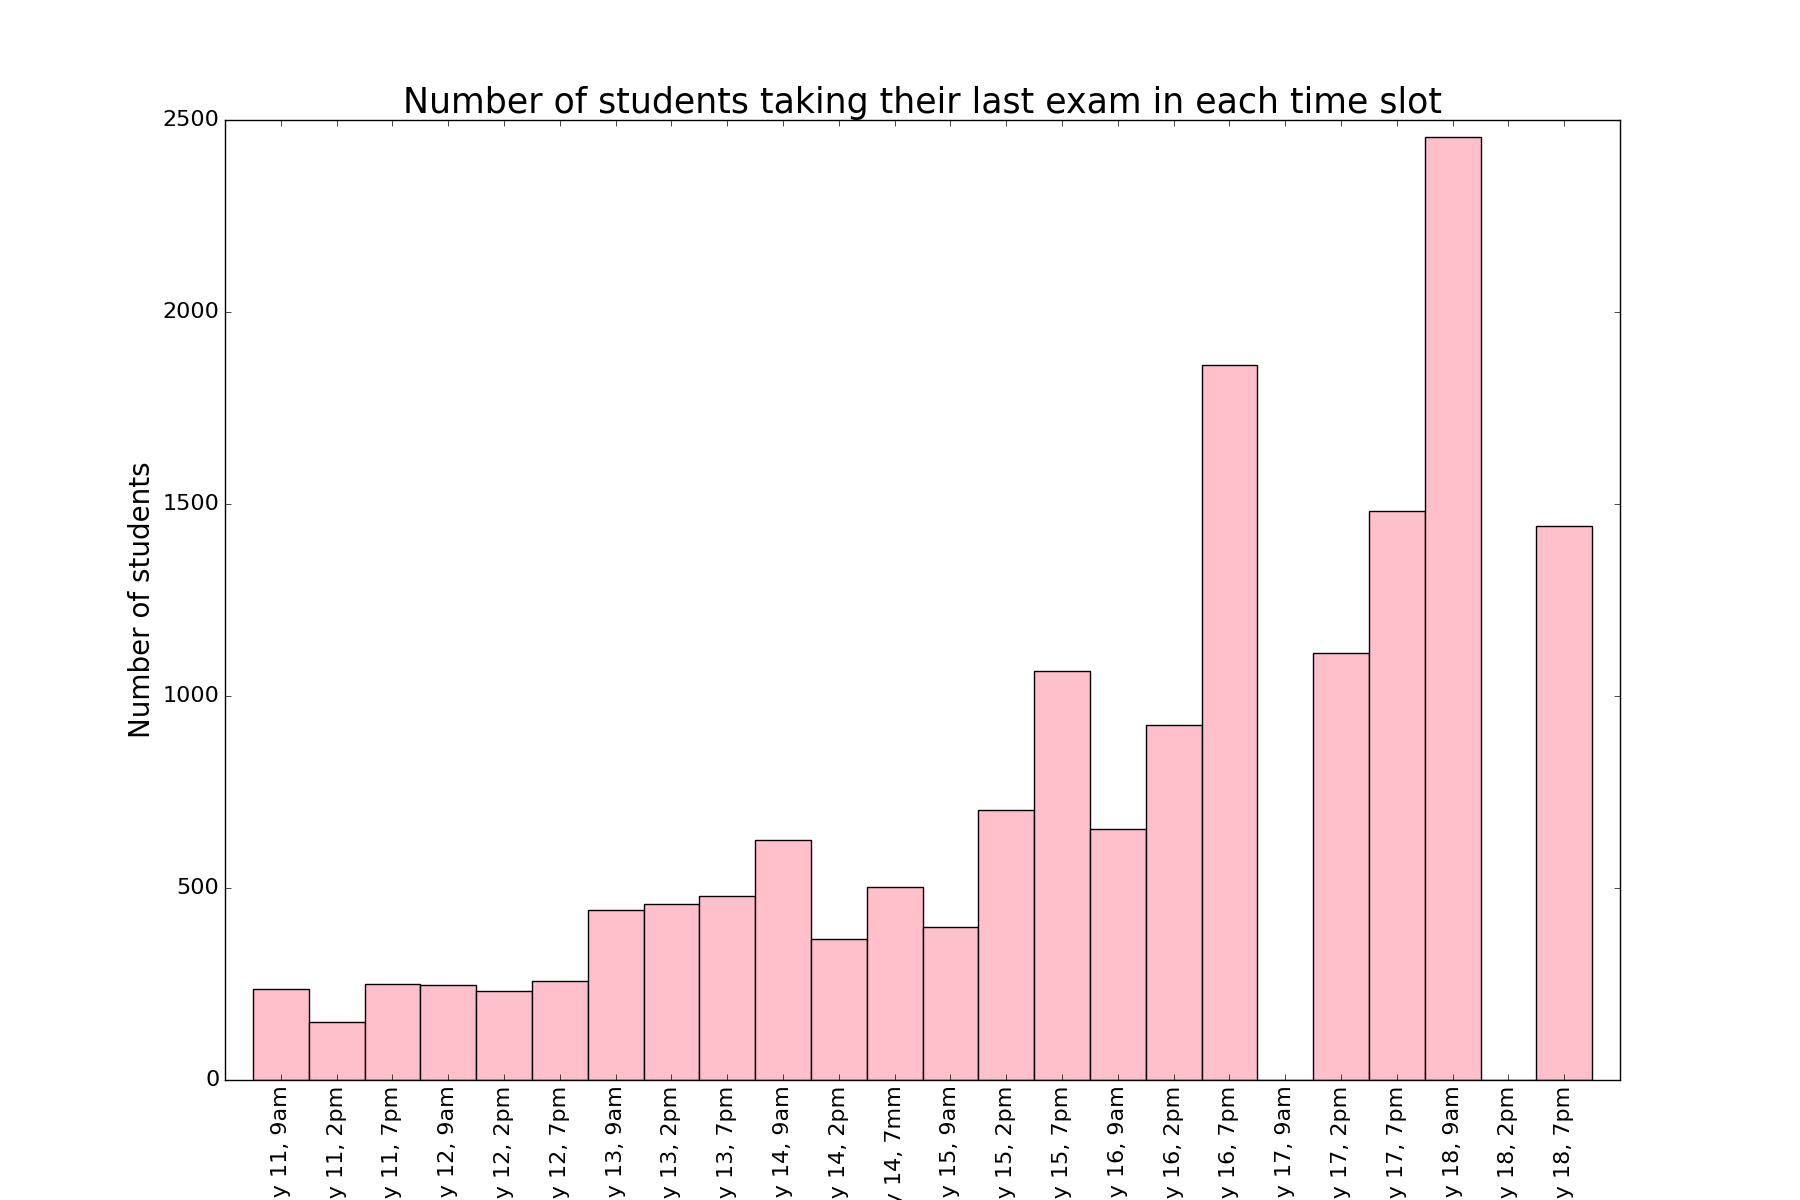 Number of students taking their last exam in each time slot
Number of students
2500
2000
1500
1000
500
0
y 11, 9am
y 11, 2pm
y 11, 7pm
y 12, 9am
y 12, 2pm
y 12, 7pm
y 13, 9am
y 13, 2pm
y 13, 7pm
y 14, 9am
y 14, 2pm
y 14, 7mm
y 15, 9am
y 15, 2pm
y 15, 7pm
y 16, 9am
y 16, 2pm
y 16, 7pm
y 17, 9am
y 17, 2pm
y 17, 7pm
y 18, 9am
y 18, 2pm
y 18, 7pm